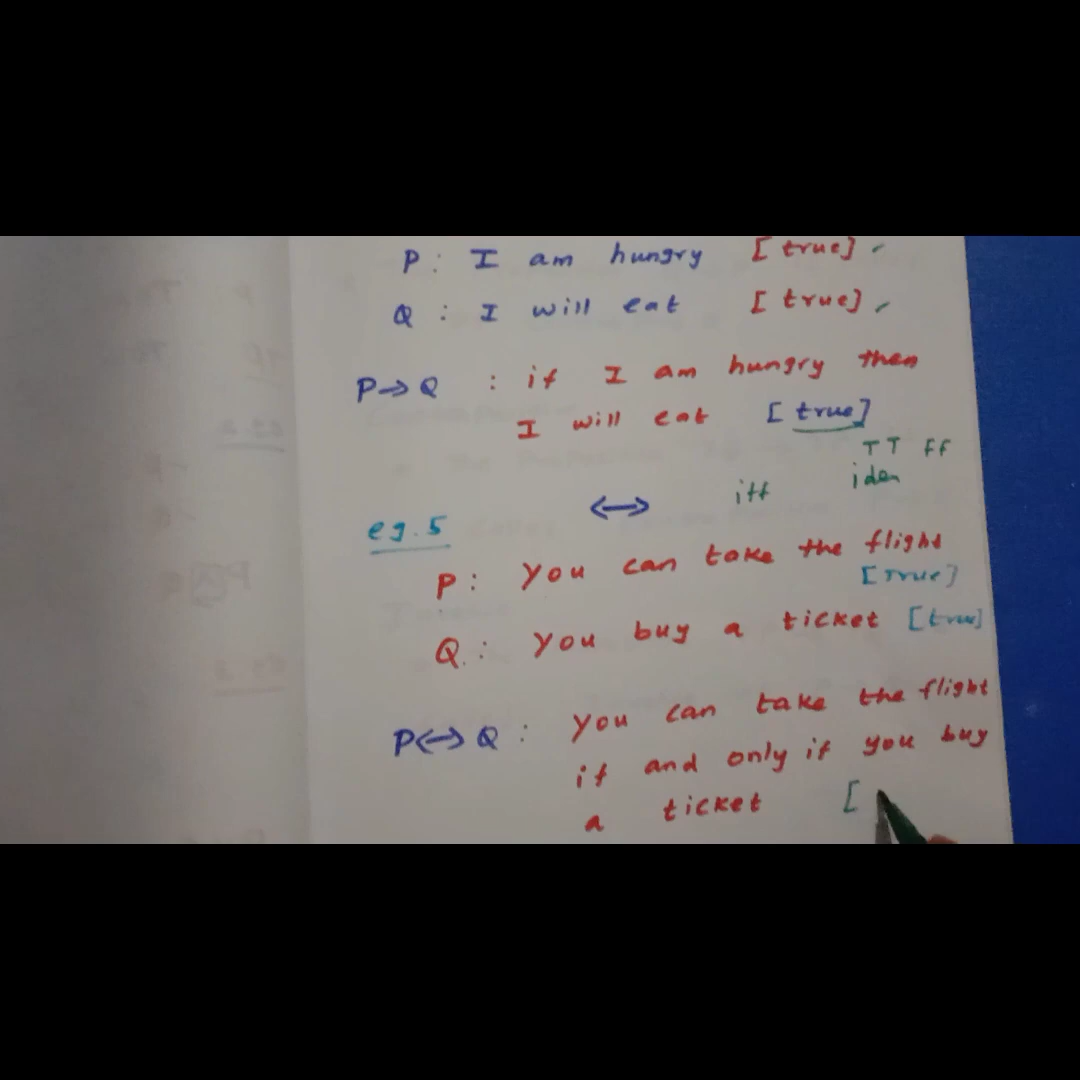 P : I am hungry [true]
Q : I will eat [true]
P → Q : if I am hungry then
I will eat [true]
TT FF
↔ iff iden
eg. 5
P : You can take the flight
[True]
Q : You buy a ticket [true]
P ↔ Q : You can take the flight
if and only if you buy
a ticket [